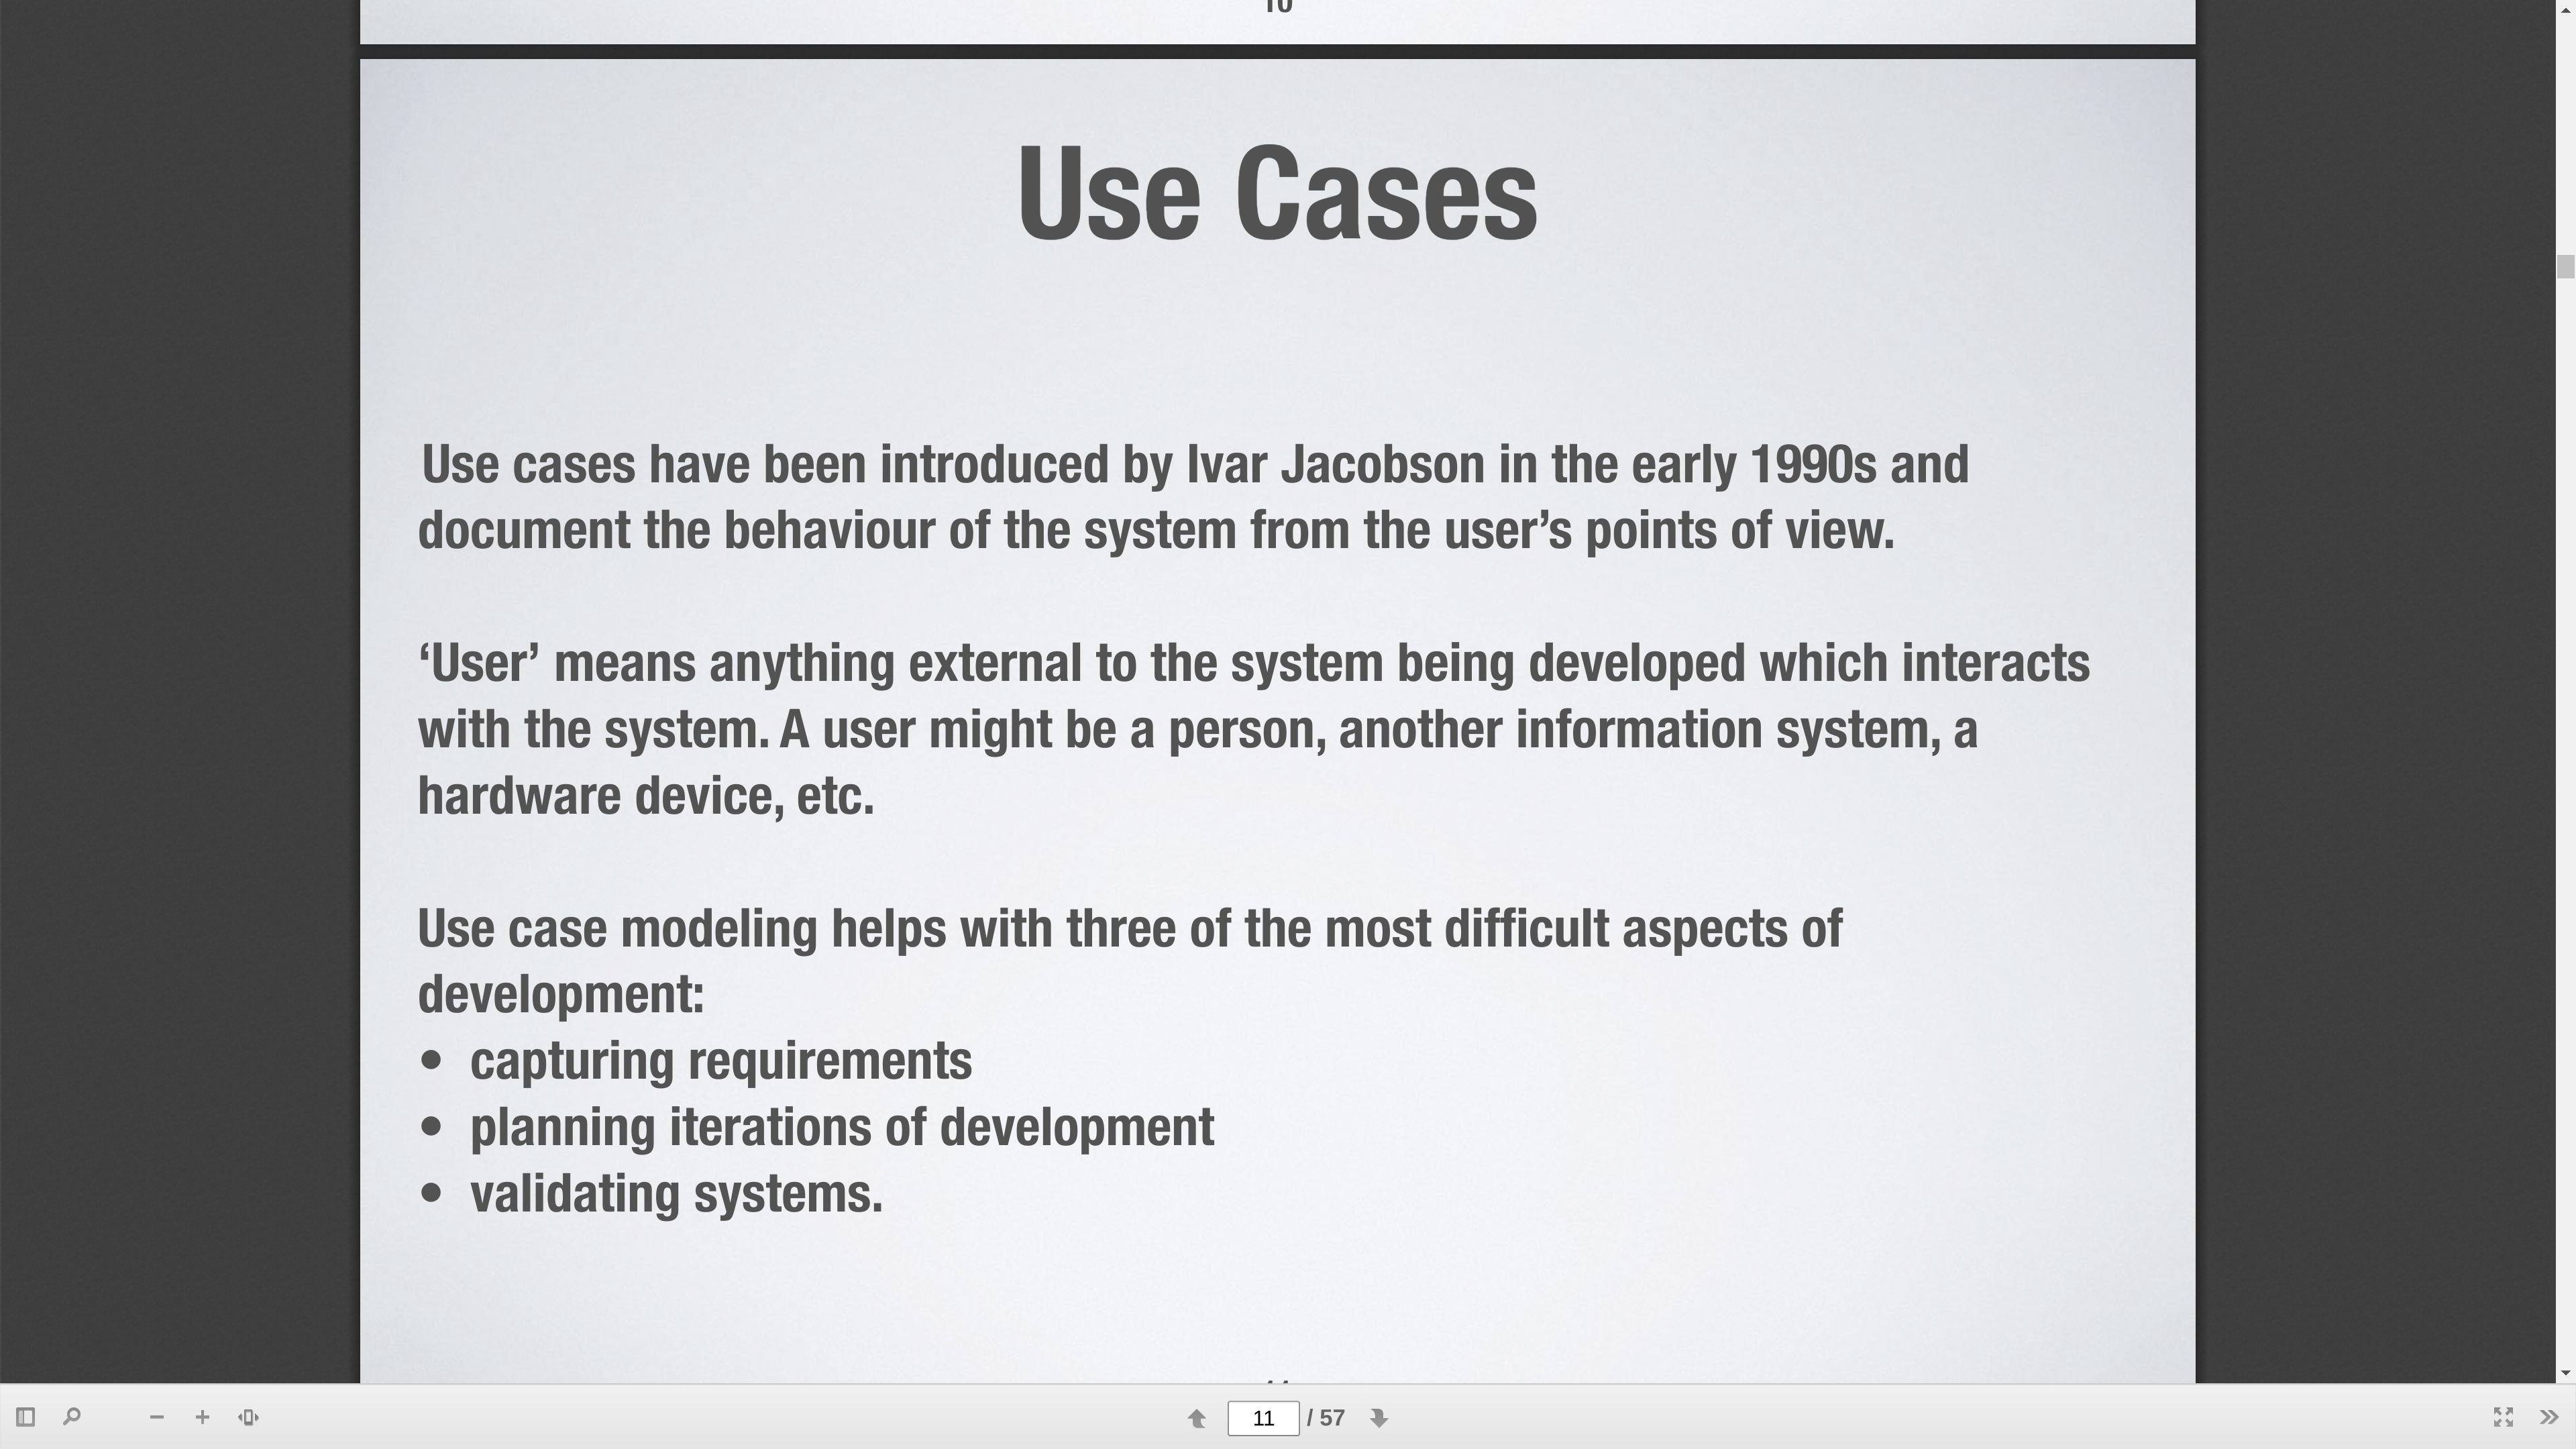 10
Use Cases
Use cases have been introduced by Ivar Jacobson in the early 1990s and
document the behaviour of the system from the user’s points of view.
‘User’ means anything external to the system being developed which interacts
with the system. A user might be a person, another information system, a
hardware device, etc.
Use case modeling helps with three of the most difficult aspects of
development:
• capturing requirements
• planning iterations of development
• validating systems.
11 / 57